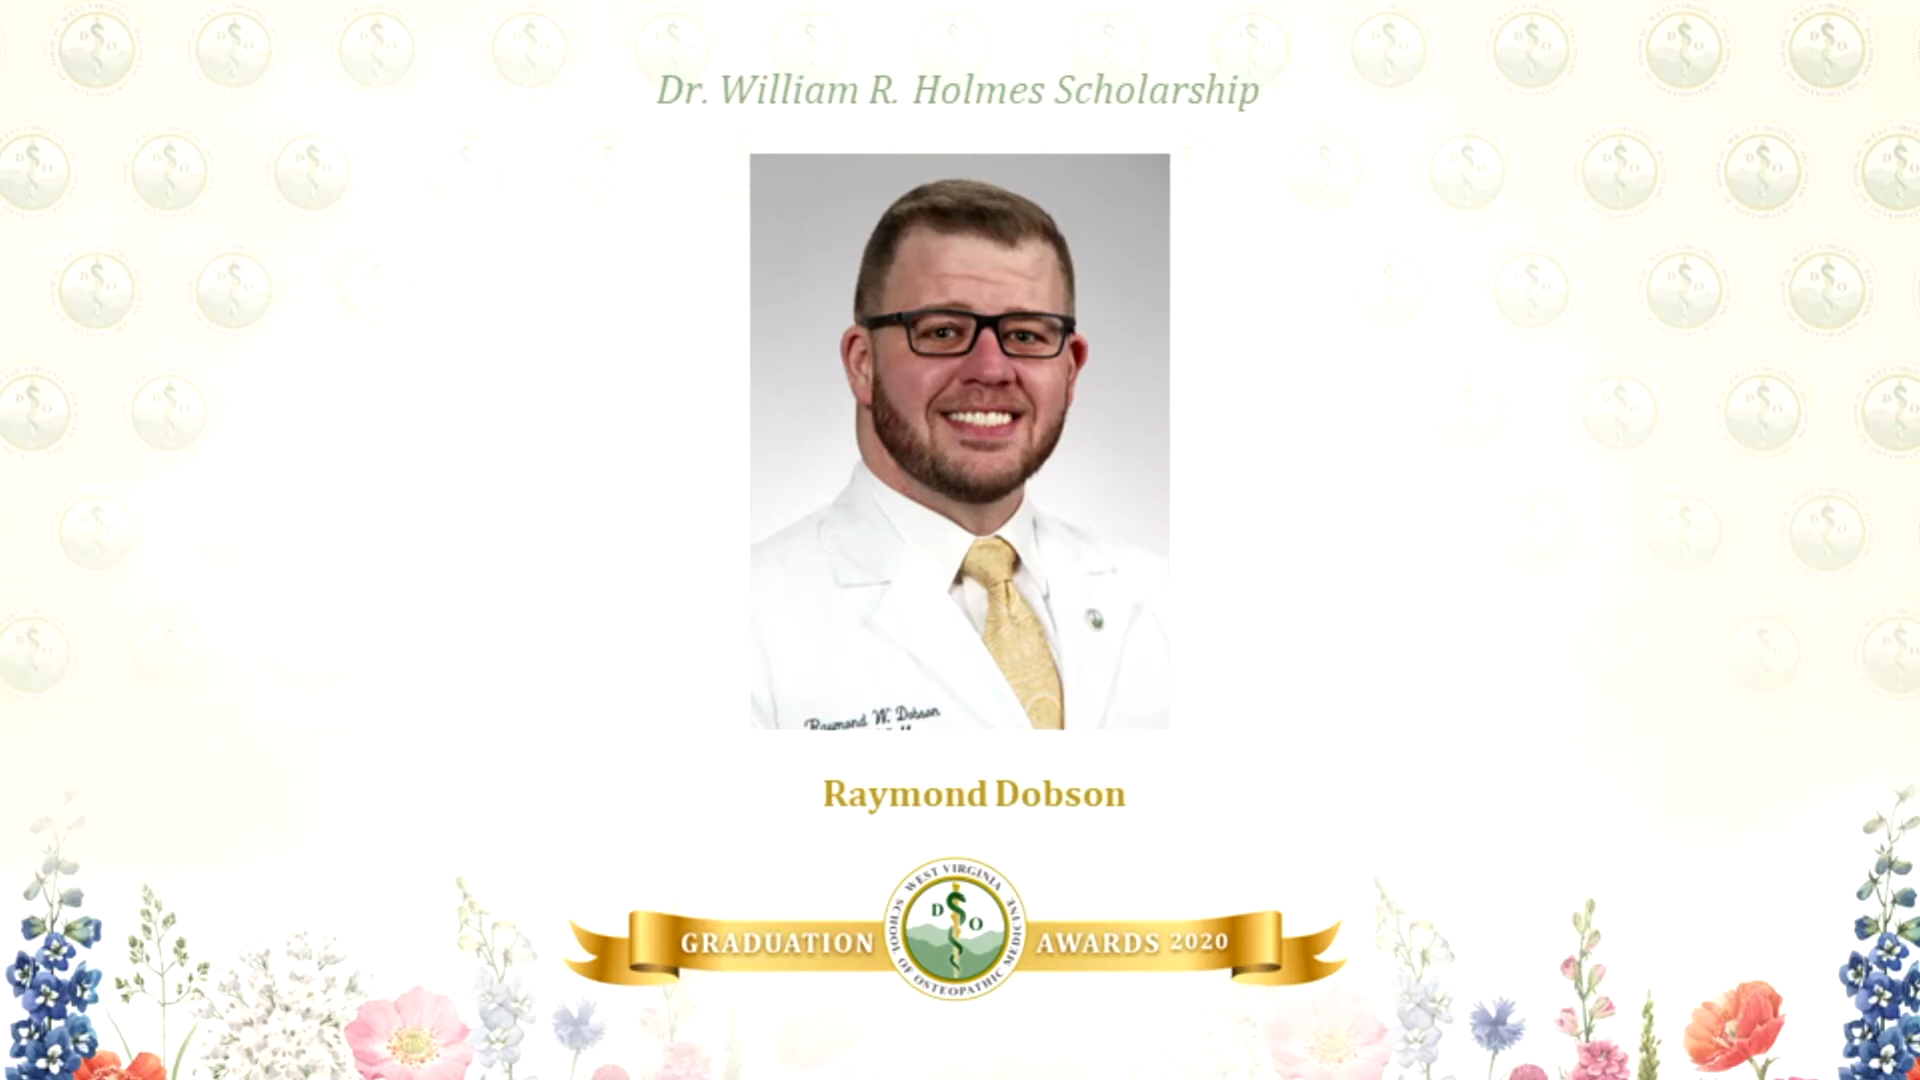 Dr. William R. Holmes Scholarship
Raymond W. Dobson
Raymond Dobson
WEST VIRGINIA
SCHOOL OF OSTEOPATHIC MEDICINE
D O
GRADUATION AWARDS 2020